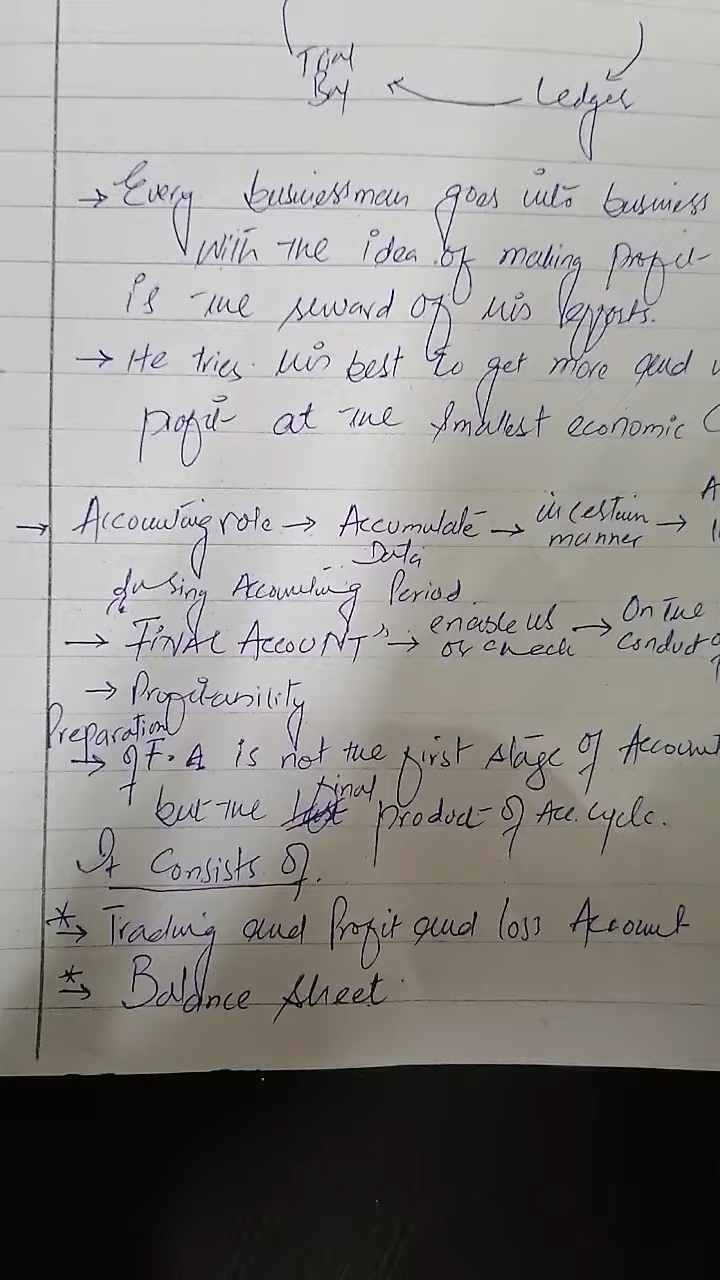 Trial
Bal
Ledger
→ Every businessman goes into business
with the idea of making profit
is the reward of his efforts.
→ He tries his best to get more and
profit at the smallest economic
→ Accounting role → Accumulate Data → in certain manner →
during Accounting Period
→ FINAL ACCOUNT's → enable us or check → On the conduct
→ Profitability
Preparation
→ of F.A is not the first stage of Account
but the final product of Acc. cycle.
It Consists of.
*→ Trading and Profit and loss Account
*→ Balance sheet.